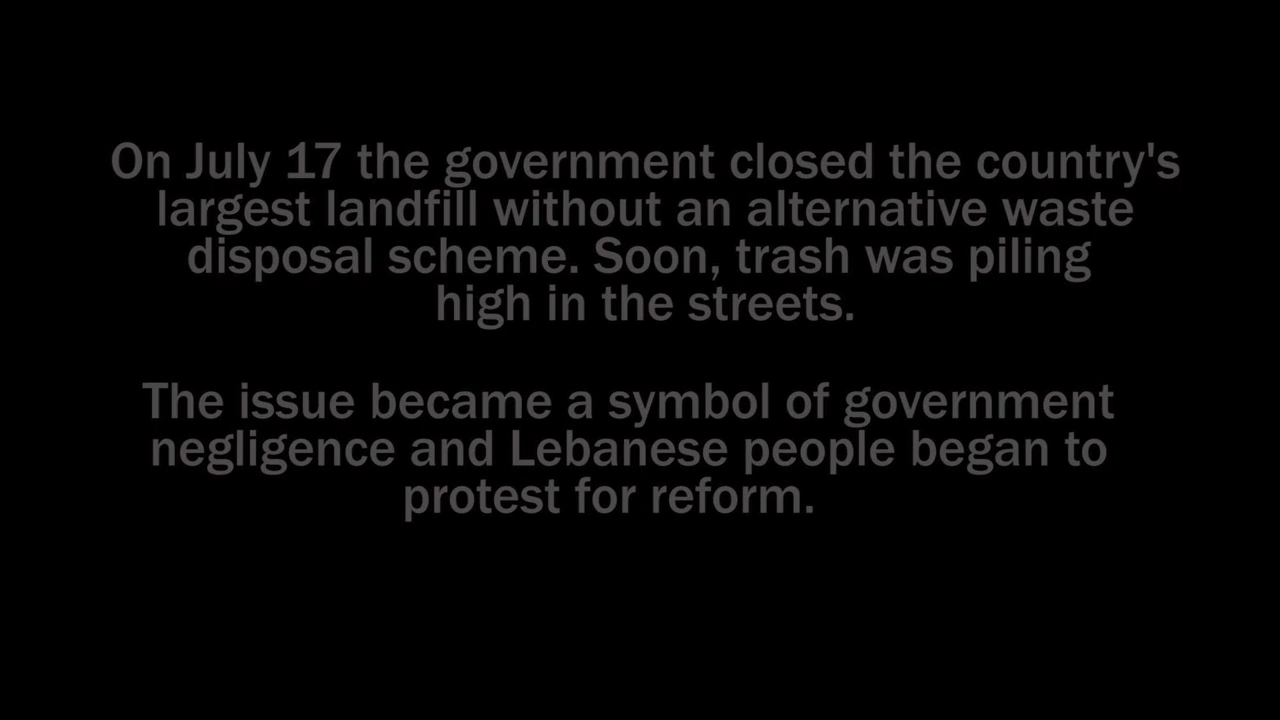 On July 17 the government closed the country's
largest landfill without an alternative waste
disposal scheme. Soon, trash was piling
high in the streets.
The issue became a symbol of government
negligence and Lebanese people began to
protest for reform.